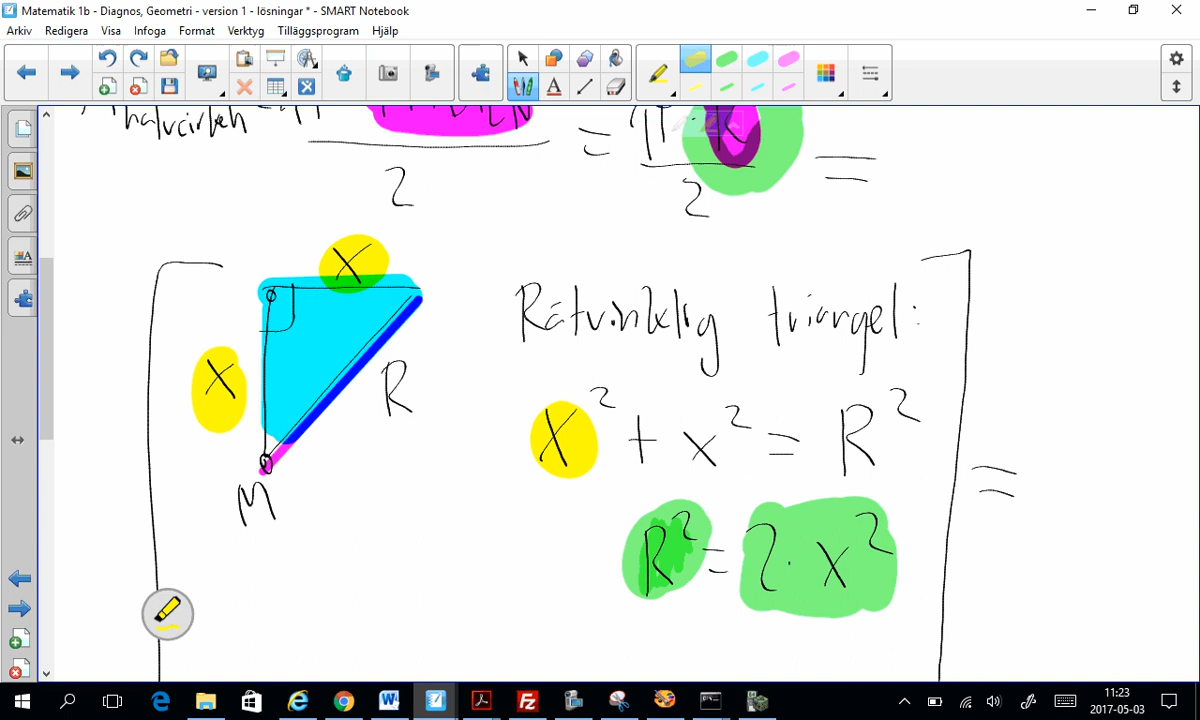 Matematik 1b - Diagnos, Geometri - version 1 - lösningar * - SMART Notebook
Arkiv Redigera Visa Infoga Format Verktyg Tilläggsprogram Hjälp
halvcirkeln
2 = 2 =
X
X
R
M
Rätvinklig triangel:
X² + x² = R²
R² = 2·x²
=
11:23
2017-05-03